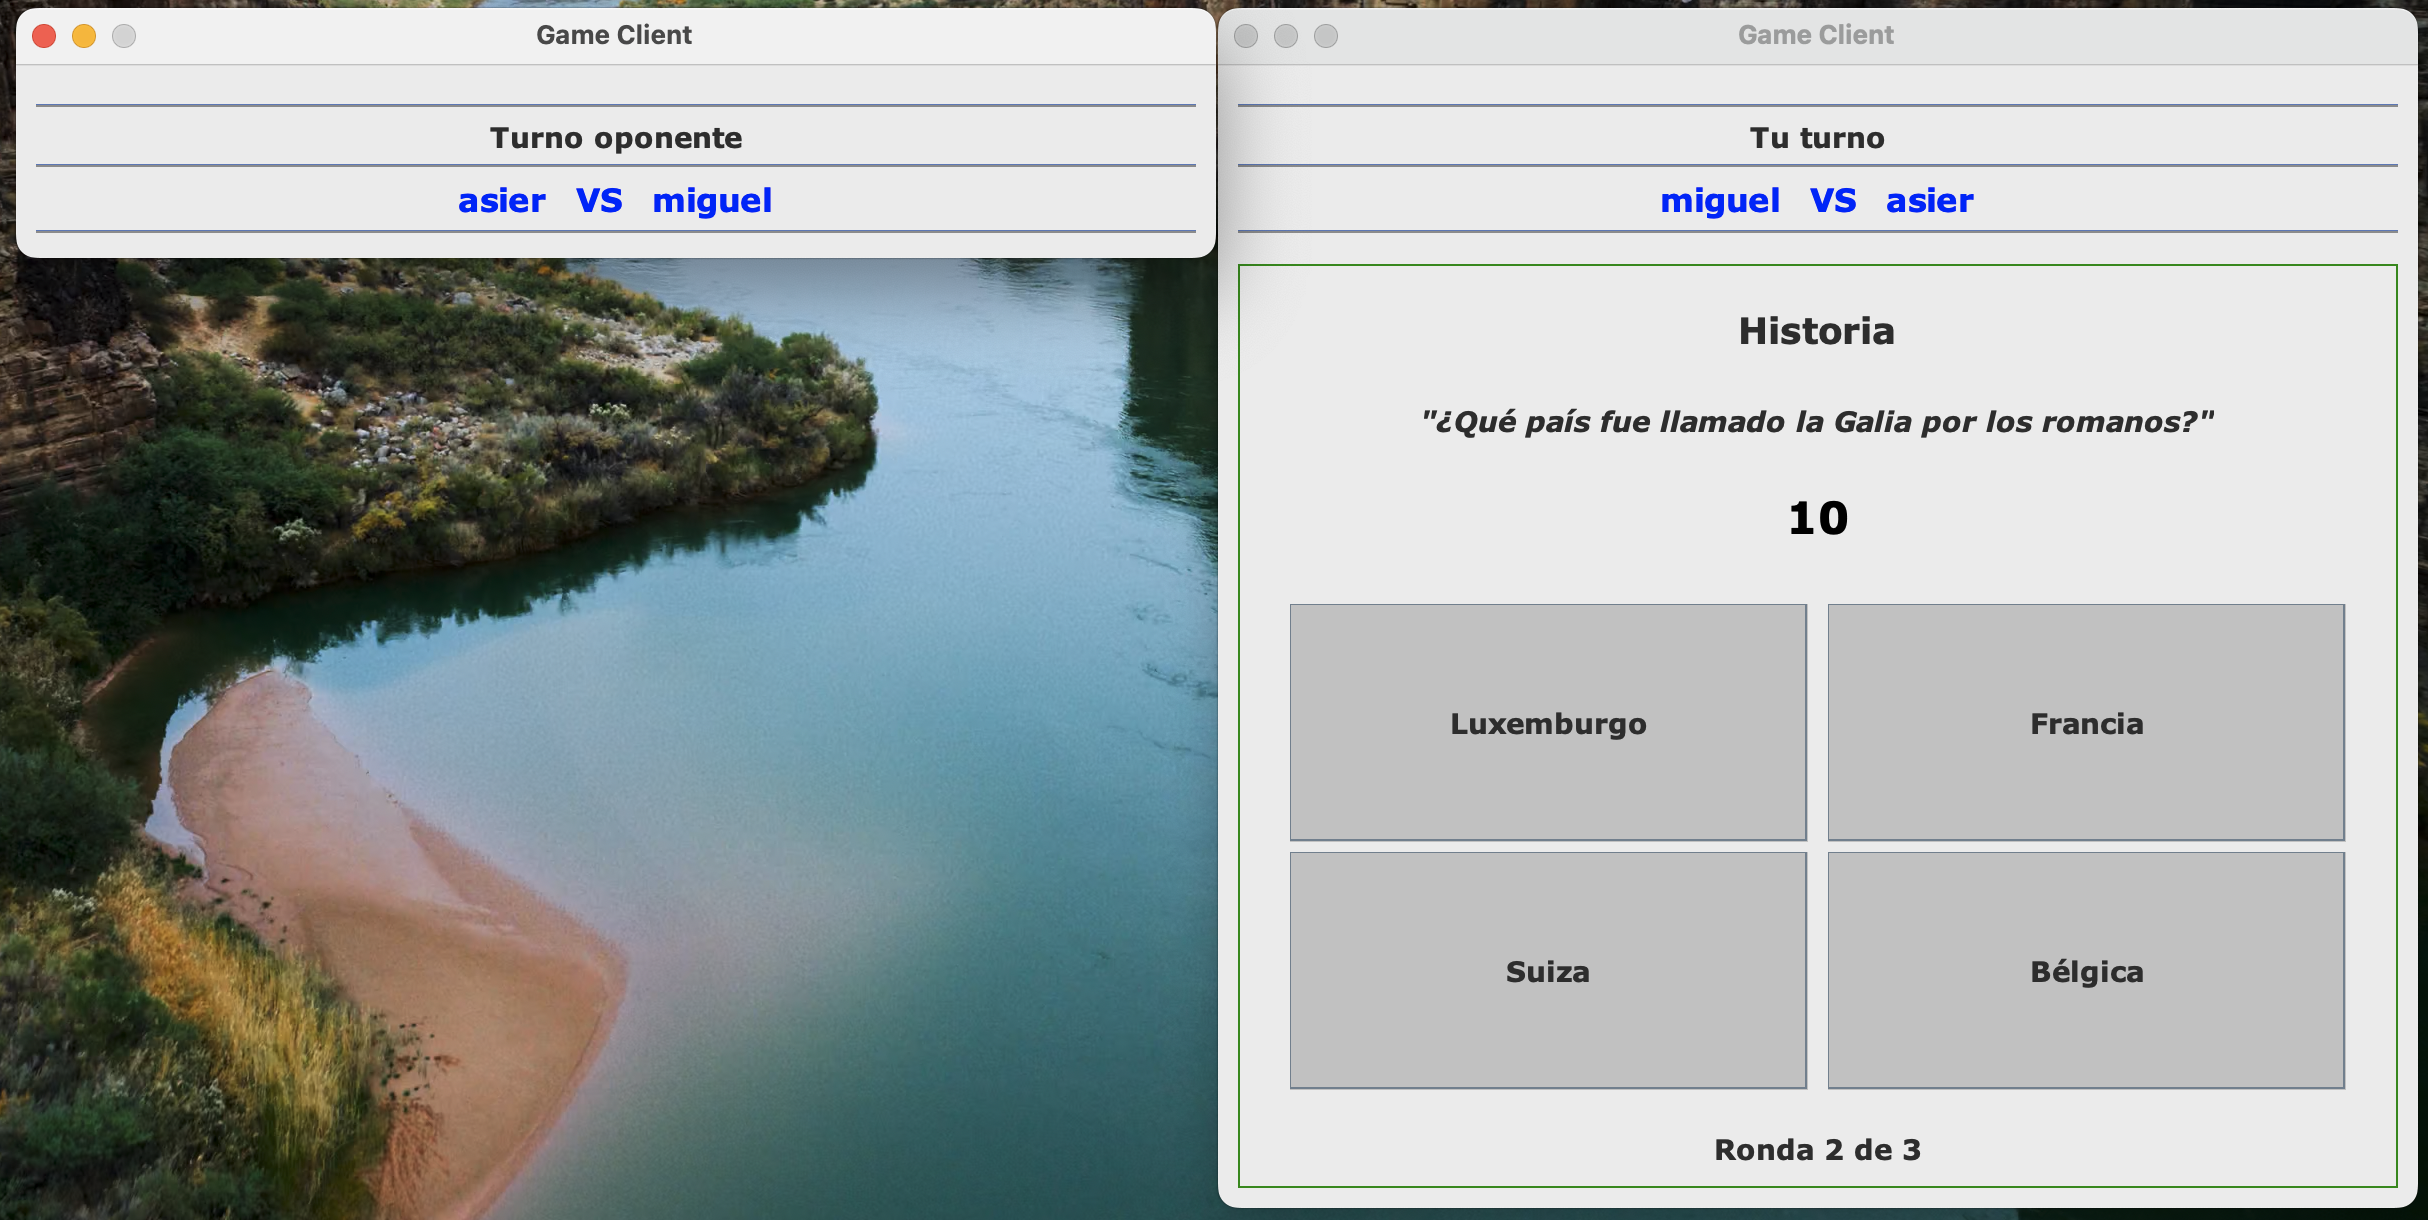 Game Client
Turno oponente
asier VS miguel
Game Client
Tu turno
miguel VS asier
Historia
"¿Qué país fue llamado la Galia por los romanos?"
10
Luxemburgo
Francia
Suiza
Bélgica
Ronda 2 de 3